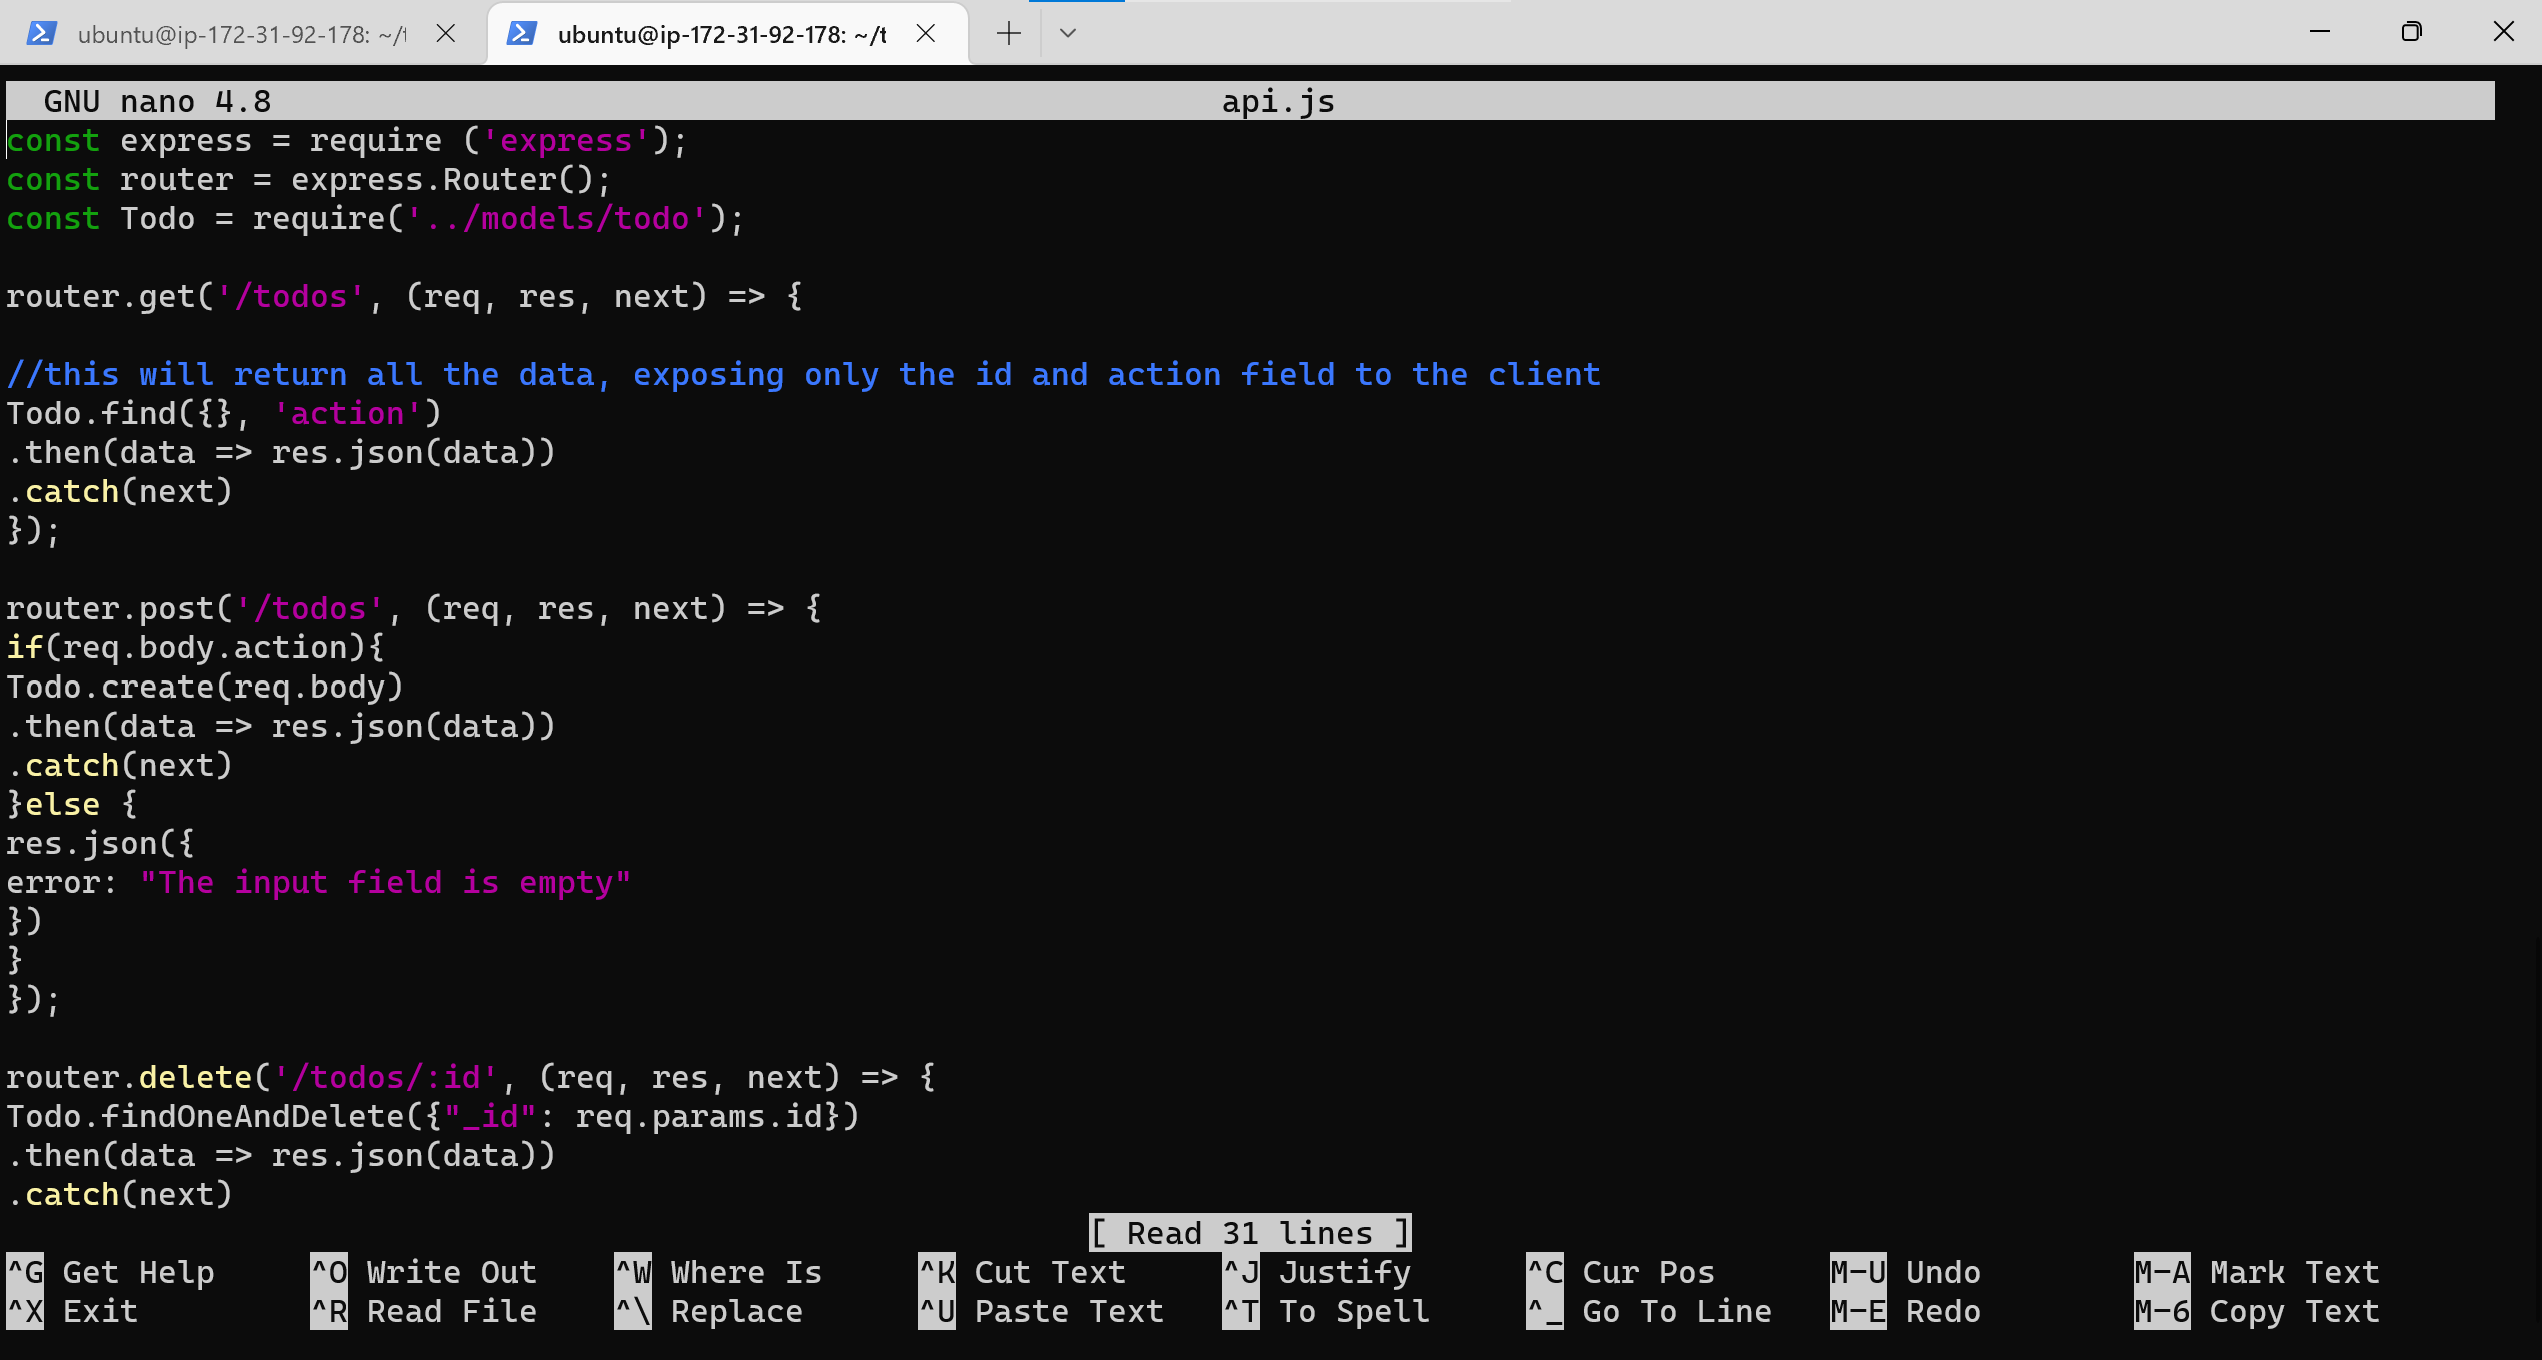 ubuntu@ip-172-31-92-178: ~/t
ubuntu@ip-172-31-92-178: ~/t
GNU nano 4.8 api.js
const express = require ('express');
const router = express.Router();
const Todo = require('../models/todo');
router.get('/todos', (req, res, next) => {
//this will return all the data, exposing only the id and action field to the client
Todo.find({}, 'action')
.then(data => res.json(data))
.catch(next)
});
router.post('/todos', (req, res, next) => {
if(req.body.action){
Todo.create(req.body)
.then(data => res.json(data))
.catch(next)
}else {
res.json({
error: "The input field is empty"
})
}
});
router.delete('/todos/:id', (req, res, next) => {
Todo.findOneAndDelete({"_id": req.params.id})
.then(data => res.json(data))
.catch(next)
[ Read 31 lines ]
^G Get Help ^O Write Out ^W Where Is ^K Cut Text ^J Justify ^C Cur Pos M-U Undo M-A Mark Text
^X Exit ^R Read File ^\ Replace ^U Paste Text ^T To Spell ^_ Go To Line M-E Redo M-6 Copy Text